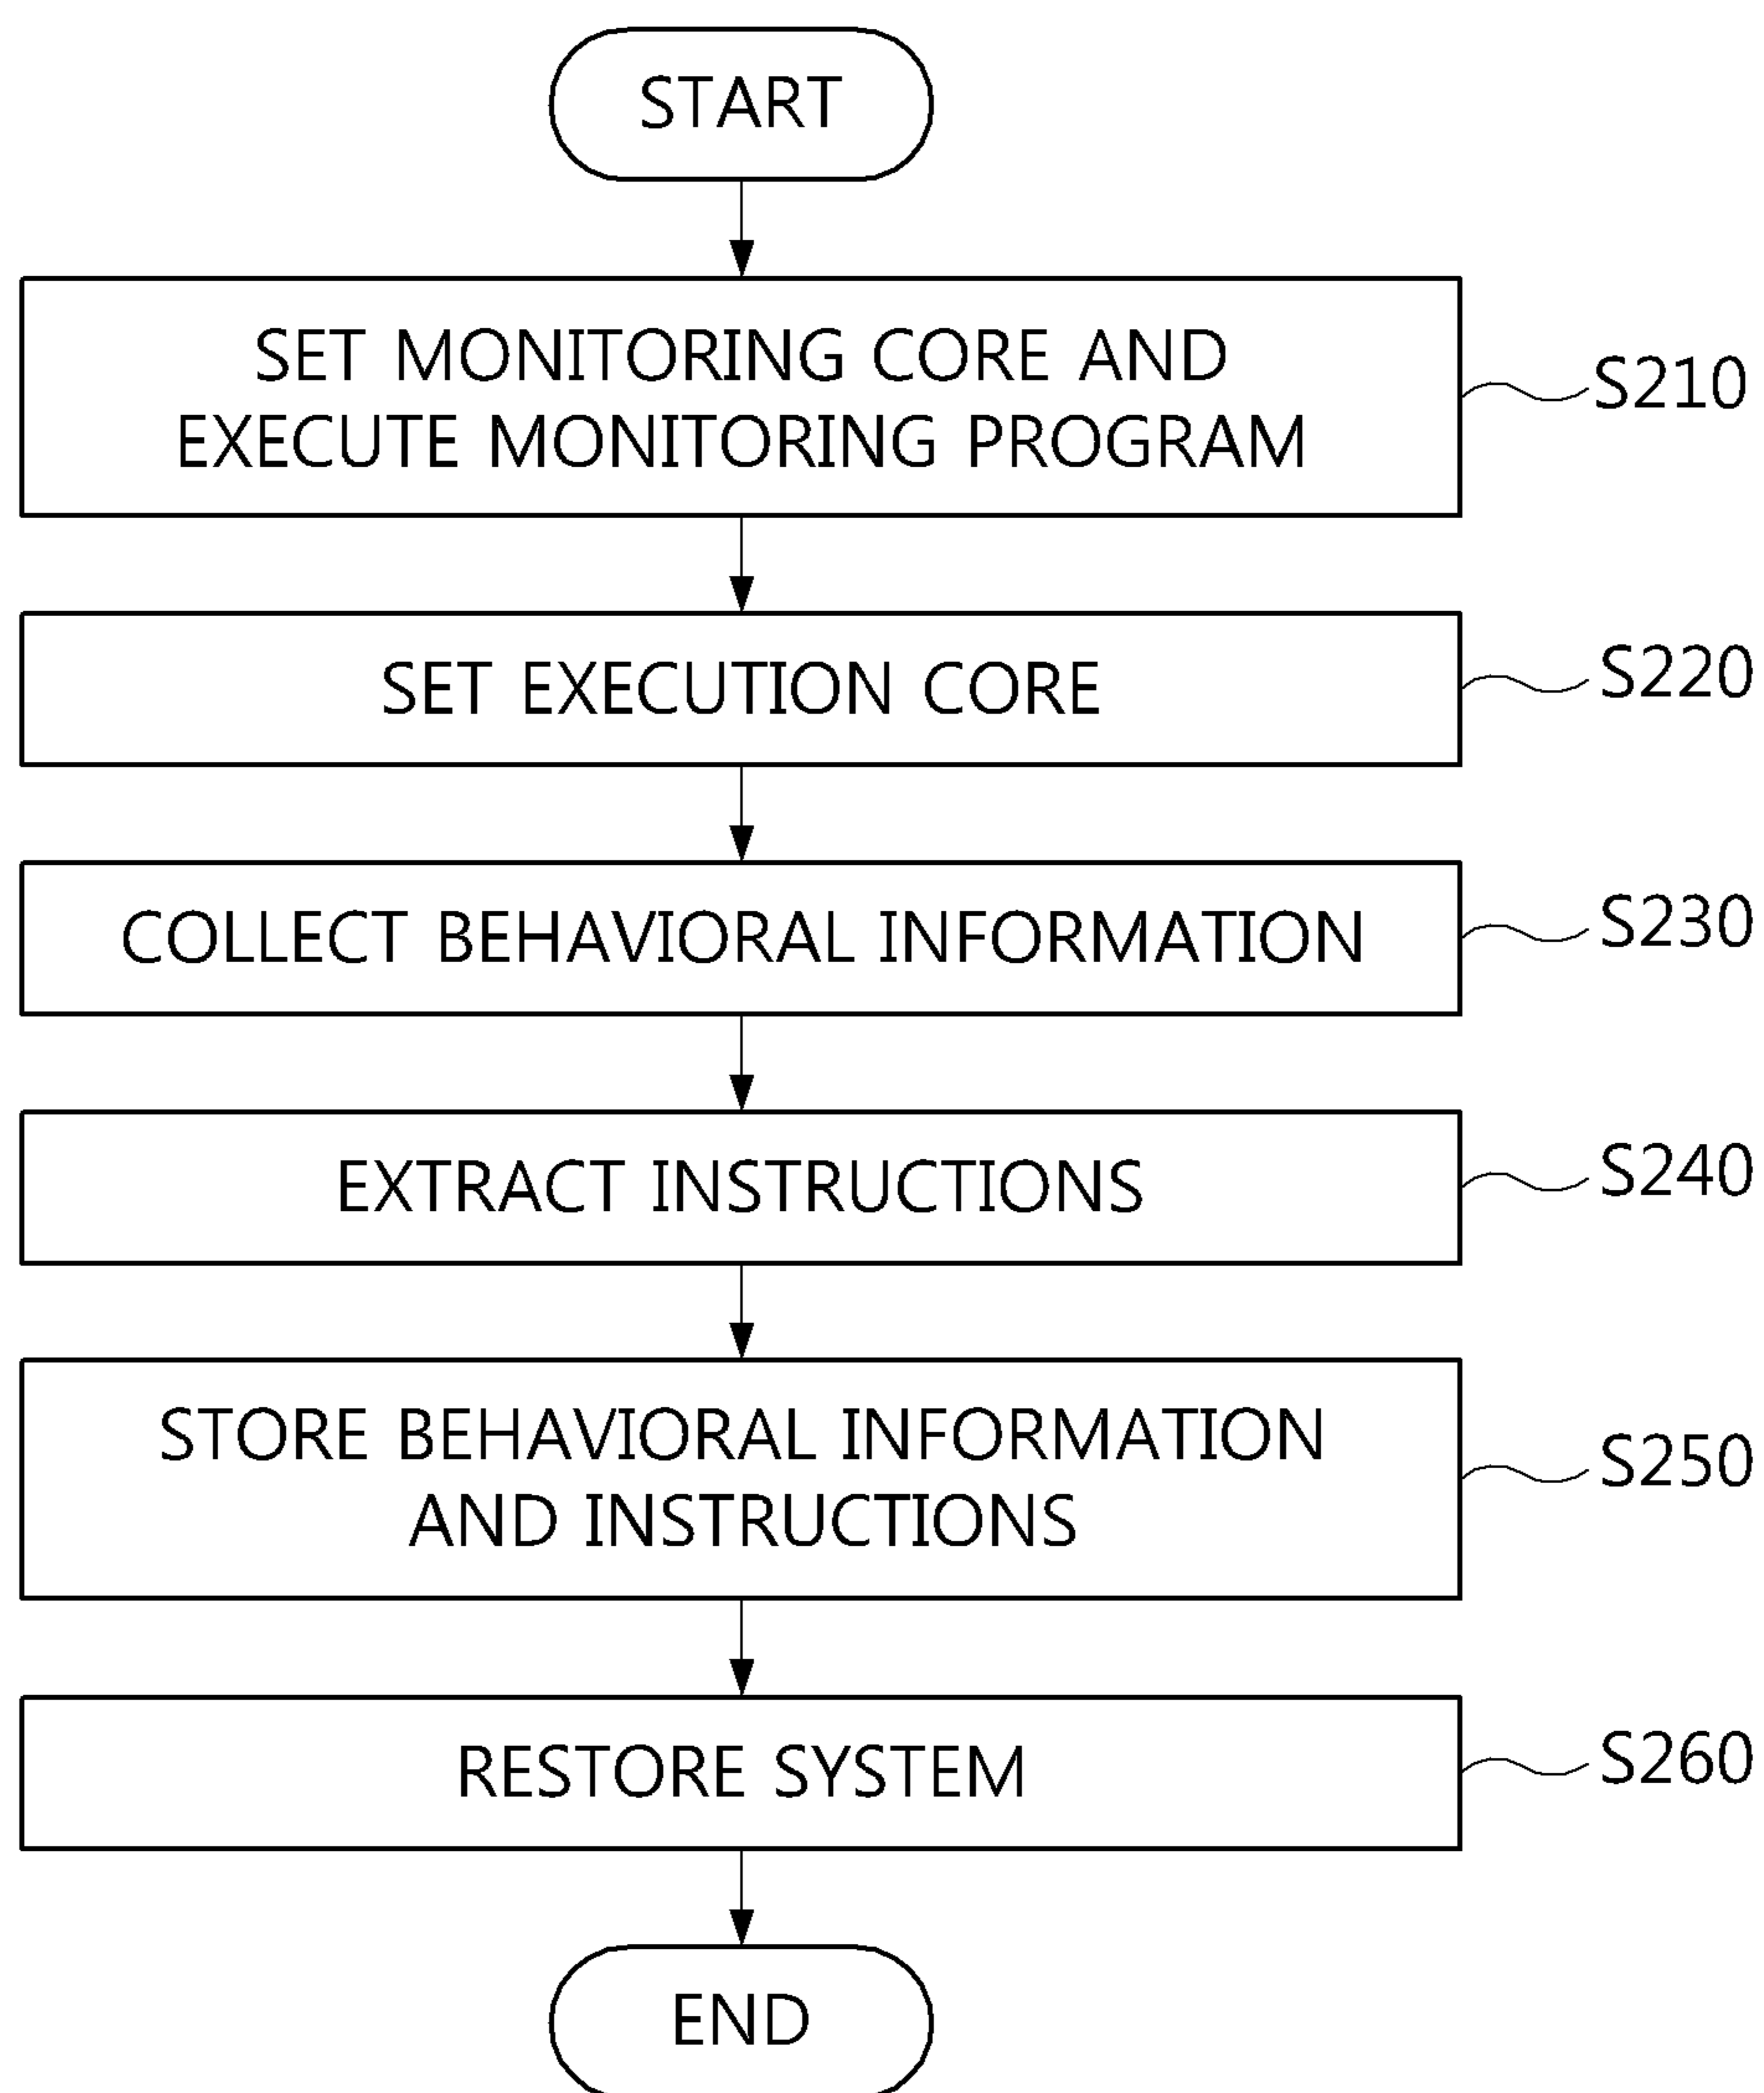 START
SET MONITORING CORE AND
EXECUTE MONITORING PROGRAM
S210
SET EXECUTION CORE
S220
COLLECT BEHAVIORAL INFORMATION
S230
EXTRACT INSTRUCTIONS
S240
STORE BEHAVIORAL INFORMATION
AND INSTRUCTIONS
S250
RESTORE SYSTEM
S260
END